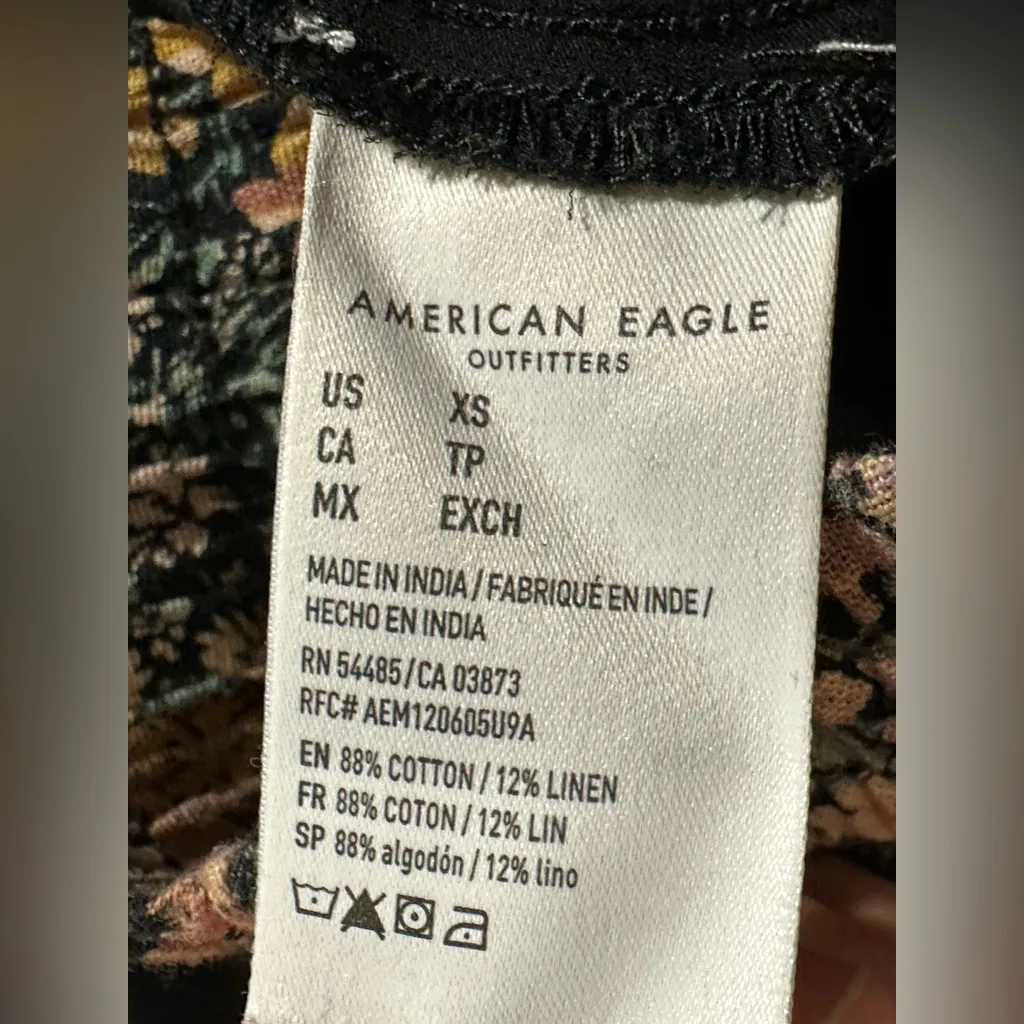 AMERICAN EAGLE
OUTFITTERS
US XS
CA TP
MX EXCH
MADE IN INDIA / FABRIQUÉ EN INDE /
HECHO EN INDIA
RN 54485 / CA 03873
RFC# AEM120605U9A
EN 88% COTTON / 12% LINEN
FR 88% COTON / 12% LIN
SP 88% algodón / 12% lino